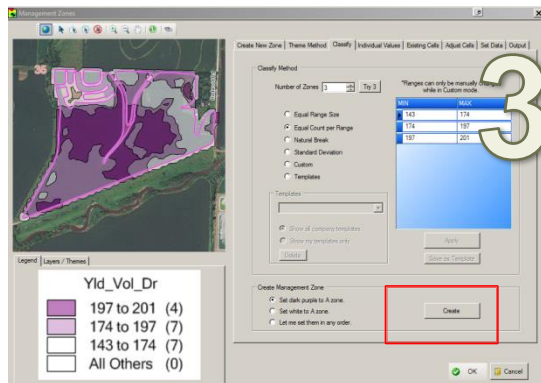 Management Zones
36
Create New Zone | Theme Method | Classify | Individual Values | Existing Cells | Adjust Cells | Set Data | Output
Classify Method
Number of Zones 3 Try 3
*Ranges can only be manually changed
while in Custom mode.
MIN MAX
143 174
174 197
197 201
Equal Range Size
Equal Count per Range
Natural Break
Standard Deviation
Custom
Templates
Templates
Show all company templates
Show my templates only
Delete
Apply
Save as Template
3
Legend | Layers / Themes
Yld_Vol_Dr
197 to 201 (4)
174 to 197 (7)
143 to 174 (7)
All Others (0)
Create Management Zone
Set dark purple to A zone.
Set white to A zone.
Let me set them in any order.
Create
OK Cancel